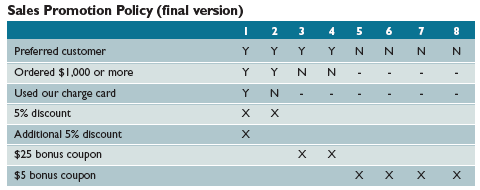 Sales Promotion Policy (final version)
1 2 3 4 5 6 7 8
Preferred customer Y Y Y Y N N N N
Ordered $1,000 or more Y Y N N - - - -
Used our charge card Y N - - - - - -
5% discount X X
Additional 5% discount X
$25 bonus coupon X X
$5 bonus coupon X X X X